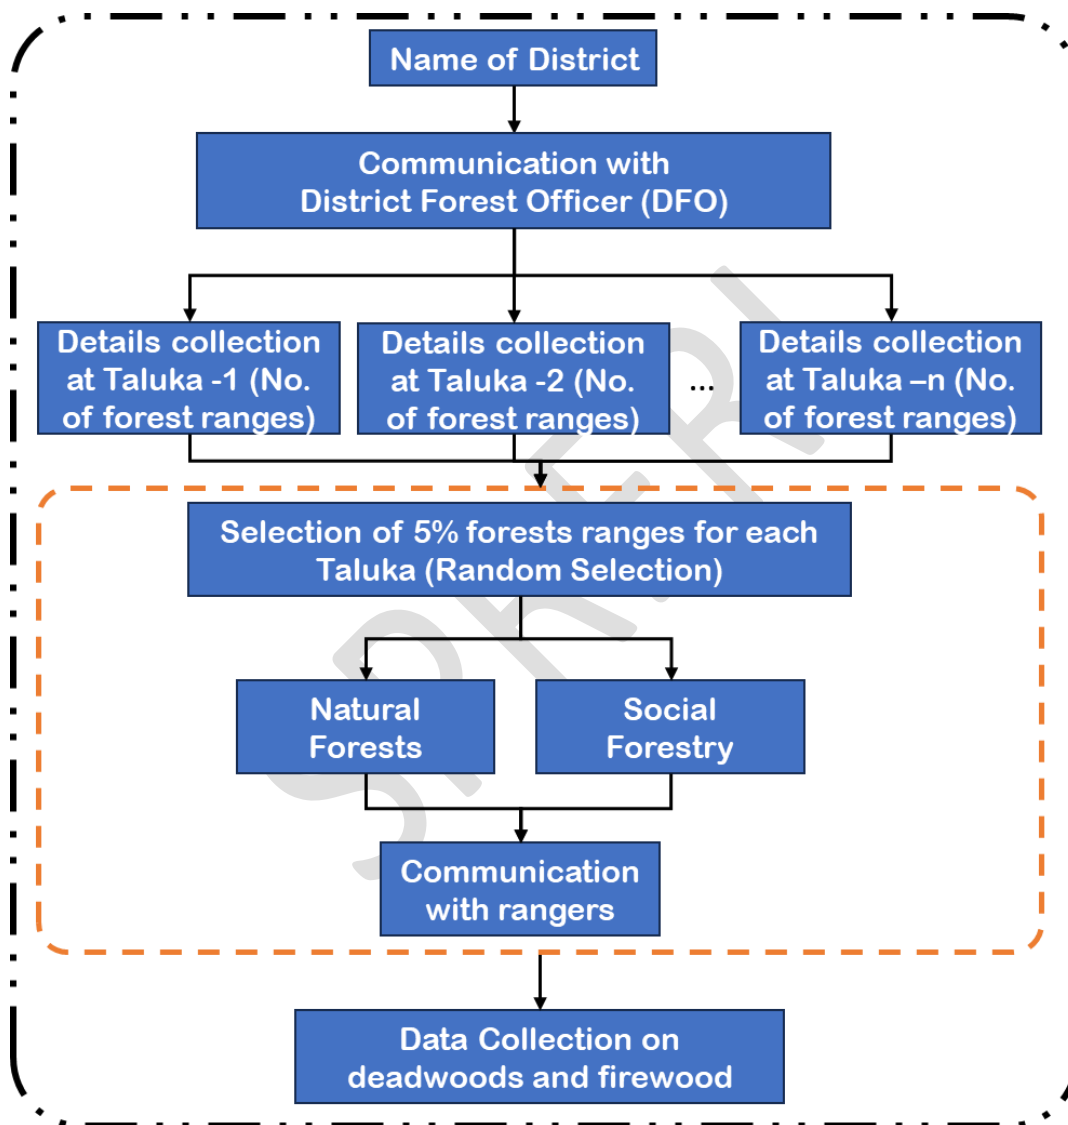 Name of District
Communication with
District Forest Officer (DFO)
Details collection
at Taluka -1 (No.
of forest ranges)
Details collection
at Taluka -2 (No.
of forest ranges)
...
Details collection
at Taluka –n (No.
of forest ranges)
Selection of 5% forests ranges for each
Taluka (Random Selection)
Natural
Forests
Social
Forestry
Communication
with rangers
Data Collection on
deadwoods and firewood
SPRERI